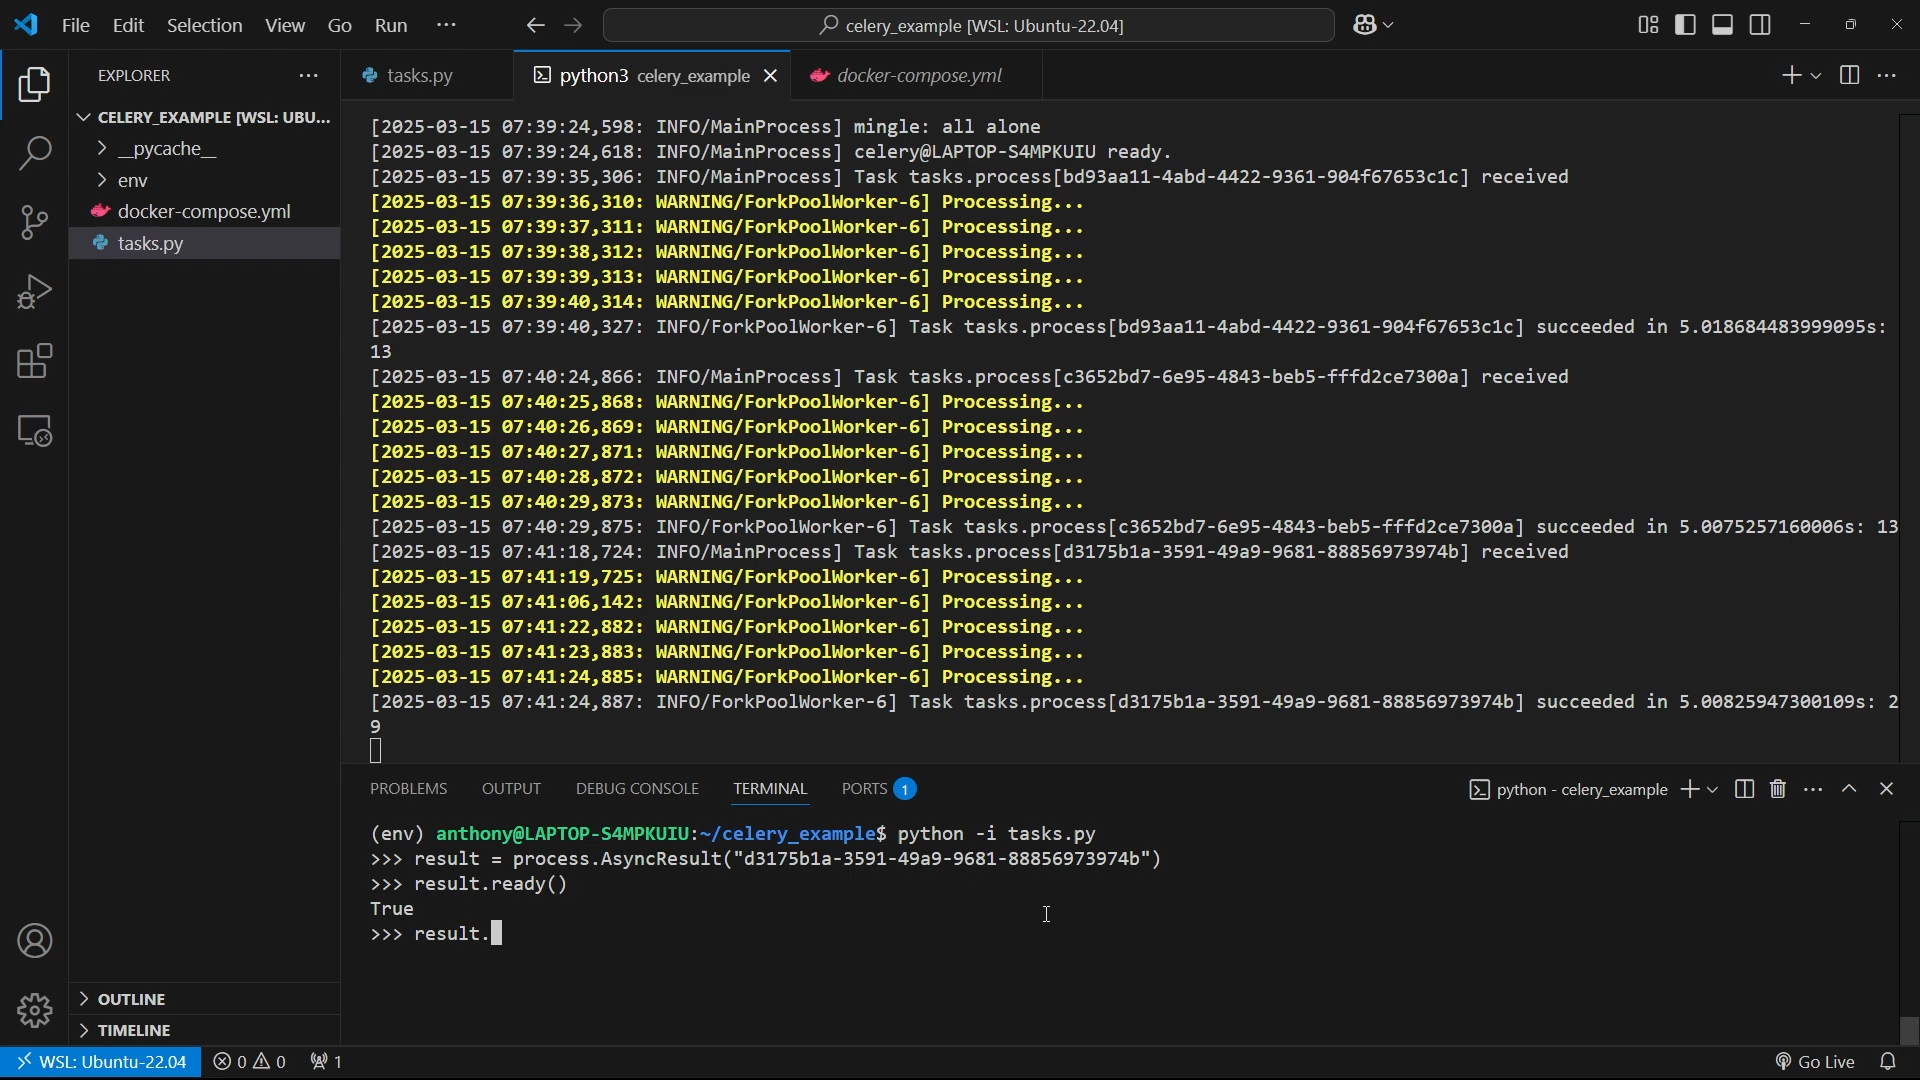 File Edit Selection View Go Run ··· celery_example [WSL: Ubuntu-22.04]
EXPLORER ···
tasks.py
python3 celery_example
docker-compose.yml
CELERY_EXAMPLE [WSL: UBU...
__pycache__
env
docker-compose.yml
tasks.py
OUTLINE
TIMELINE
[2025-03-15 07:39:24,598: INFO/MainProcess] mingle: all alone
[2025-03-15 07:39:24,618: INFO/MainProcess] celery@LAPTOP-S4MPKUIU ready.
[2025-03-15 07:39:35,306: INFO/MainProcess] Task tasks.process[bd93aa11-4abd-4422-9361-904f67653c1c] received
[2025-03-15 07:39:36,310: WARNING/ForkPoolWorker-6] Processing...
[2025-03-15 07:39:37,311: WARNING/ForkPoolWorker-6] Processing...
[2025-03-15 07:39:38,312: WARNING/ForkPoolWorker-6] Processing...
[2025-03-15 07:39:39,313: WARNING/ForkPoolWorker-6] Processing...
[2025-03-15 07:39:40,314: WARNING/ForkPoolWorker-6] Processing...
[2025-03-15 07:39:40,327: INFO/ForkPoolWorker-6] Task tasks.process[bd93aa11-4abd-4422-9361-904f67653c1c] succeeded in 5.018684483999095s:
13
[2025-03-15 07:40:24,866: INFO/MainProcess] Task tasks.process[c3652bd7-6e95-4843-beb5-fffd2ce7300a] received
[2025-03-15 07:40:25,868: WARNING/ForkPoolWorker-6] Processing...
[2025-03-15 07:40:26,869: WARNING/ForkPoolWorker-6] Processing...
[2025-03-15 07:40:27,871: WARNING/ForkPoolWorker-6] Processing...
[2025-03-15 07:40:28,872: WARNING/ForkPoolWorker-6] Processing...
[2025-03-15 07:40:29,873: WARNING/ForkPoolWorker-6] Processing...
[2025-03-15 07:40:29,875: INFO/ForkPoolWorker-6] Task tasks.process[c3652bd7-6e95-4843-beb5-fffd2ce7300a] succeeded in 5.0075257160006s: 13
[2025-03-15 07:41:18,724: INFO/MainProcess] Task tasks.process[d3175b1a-3591-49a9-9681-88856973974b] received
[2025-03-15 07:41:19,725: WARNING/ForkPoolWorker-6] Processing...
[2025-03-15 07:41:06,142: WARNING/ForkPoolWorker-6] Processing...
[2025-03-15 07:41:22,882: WARNING/ForkPoolWorker-6] Processing...
[2025-03-15 07:41:23,883: WARNING/ForkPoolWorker-6] Processing...
[2025-03-15 07:41:24,885: WARNING/ForkPoolWorker-6] Processing...
[2025-03-15 07:41:24,887: INFO/ForkPoolWorker-6] Task tasks.process[d3175b1a-3591-49a9-9681-88856973974b] succeeded in 5.00825947300109s: 2
9
PROBLEMS OUTPUT DEBUG CONSOLE TERMINAL PORTS 1 python - celery_example
(env) anthony@LAPTOP-S4MPKUIU:~/celery_example$ python -i tasks.py
>>> result = process.AsyncResult("d3175b1a-3591-49a9-9681-88856973974b")
>>> result.ready()
True
>>> result.
WSL: Ubuntu-22.04 0 0 1 Go Live